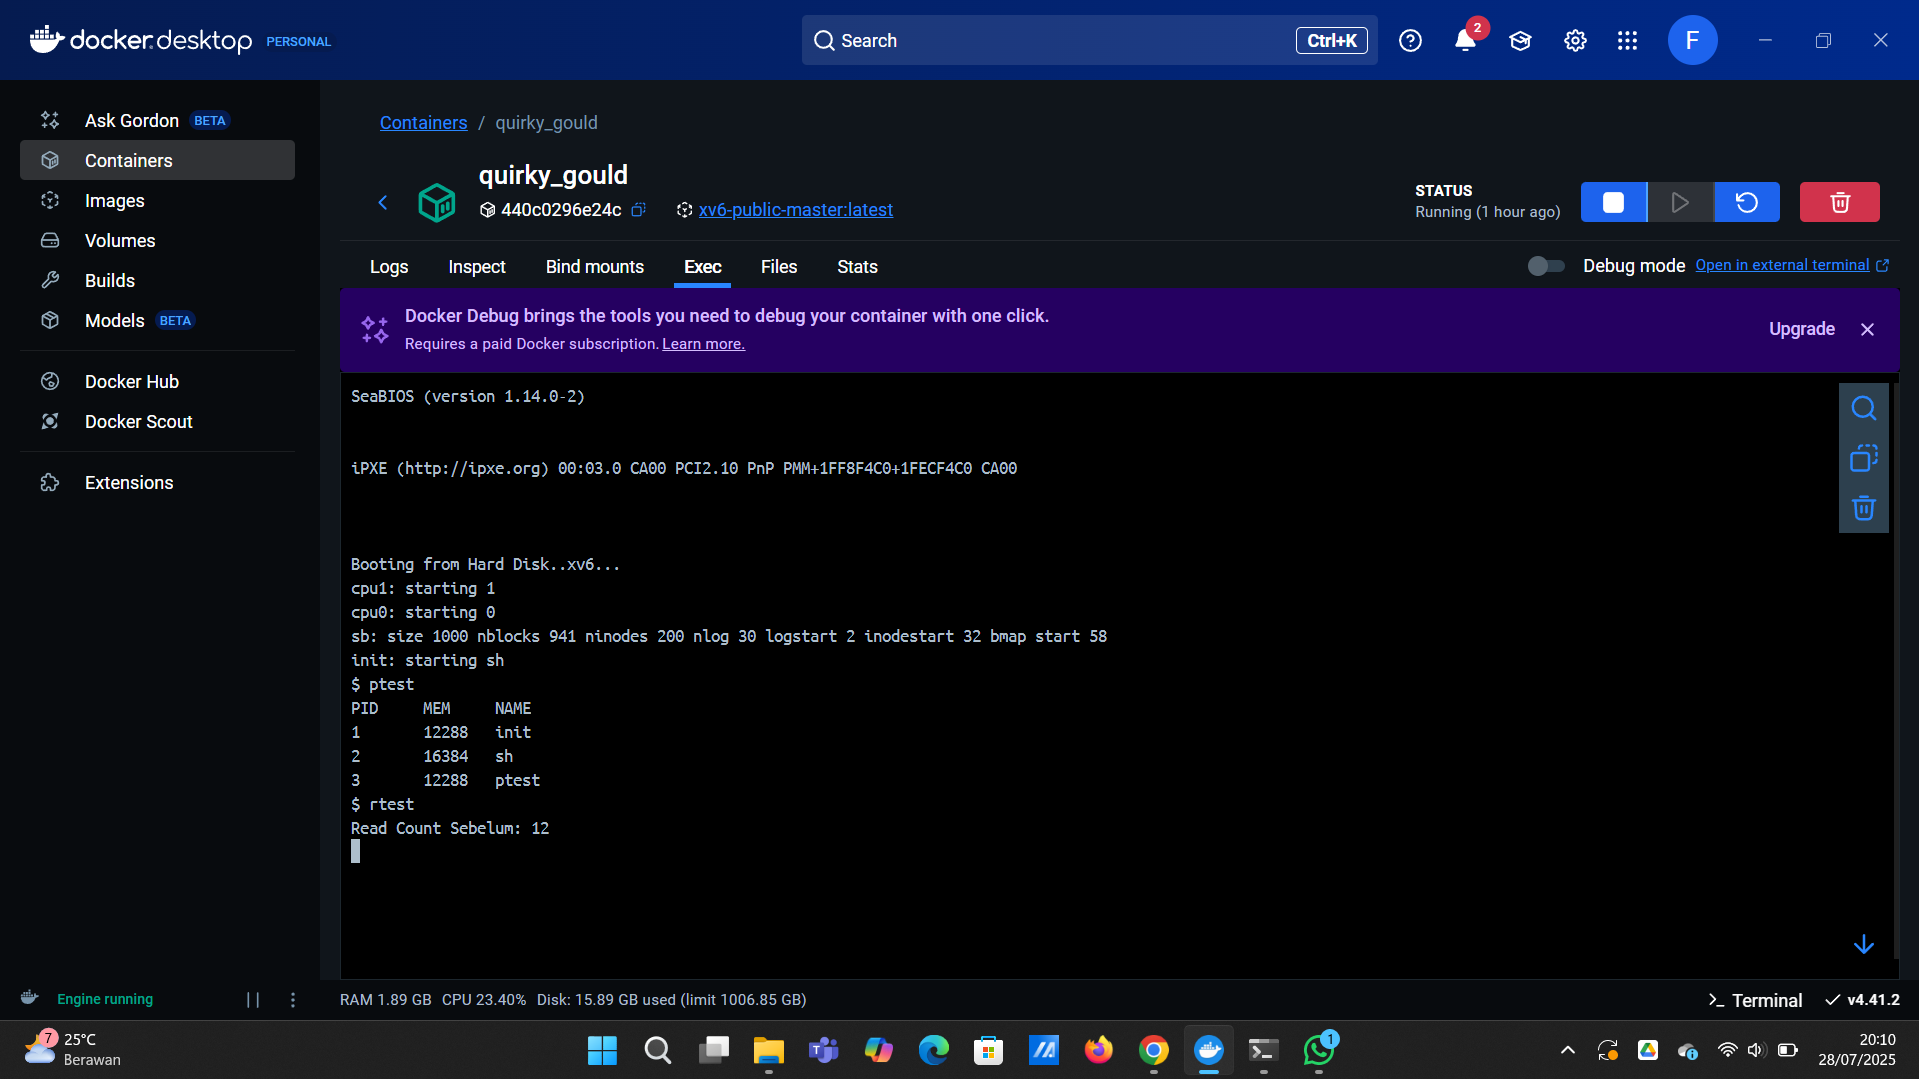 docker.desktop PERSONAL
Search
Ctrl+K
2
F
Ask Gordon BETA
Containers
Images
Volumes
Builds
Models BETA
Docker Hub
Docker Scout
Extensions
Containers / quirky_gould
quirky_gould
440c0296e24c
xv6-public-master:latest
STATUS
Running (1 hour ago)
Logs
Inspect
Bind mounts
Exec
Files
Stats
Debug mode
Open in external terminal
Docker Debug brings the tools you need to debug your container with one click.
Requires a paid Docker subscription. Learn more.
Upgrade
SeaBIOS (version 1.14.0-2)
iPXE (http://ipxe.org) 00:03.0 CA00 PCI2.10 PnP PMM+1FF8F4C0+1FECF4C0 CA00
Booting from Hard Disk..xv6...
cpu1: starting 1
cpu0: starting 0
sb: size 1000 nblocks 941 ninodes 200 nlog 30 logstart 2 inodestart 32 bmap start 58
init: starting sh
$ ptest
PID MEM NAME
1 12288 init
2 16384 sh
3 12288 ptest
$ rtest
Read Count Sebelum: 12
Engine running
RAM 1.89 GB CPU 23.40% Disk: 15.89 GB used (limit 1006.85 GB)
Terminal
v4.41.2
7
25°C
Berawan
1
20:10
28/07/2025